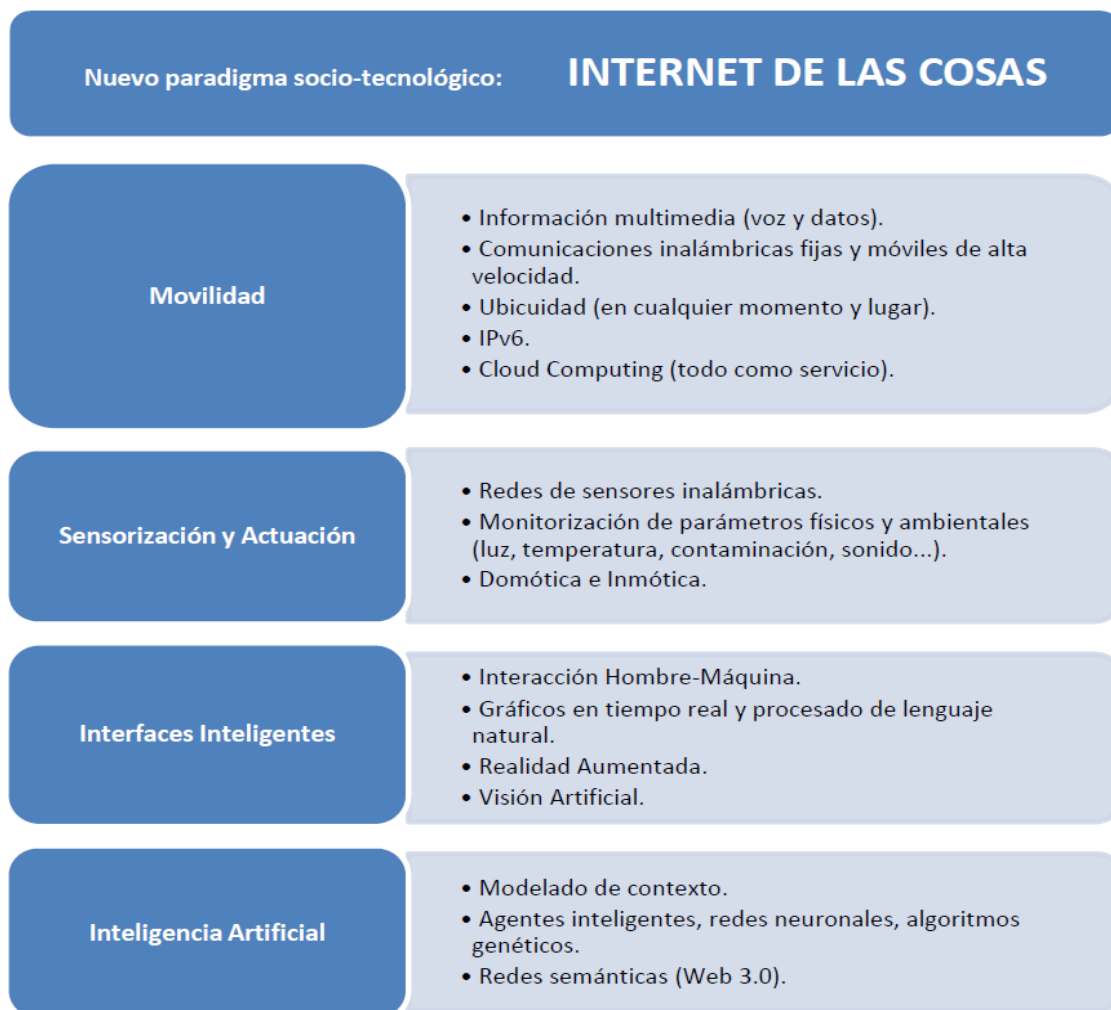 Nuevo paradigma socio-tecnológico: INTERNET DE LAS COSAS
Movilidad
• Información multimedia (voz y datos).
• Comunicaciones inalámbricas fijas y móviles de alta
velocidad.
• Ubicuidad (en cualquier momento y lugar).
• IPv6.
• Cloud Computing (todo como servicio).
Sensorización y Actuación
• Redes de sensores inalámbricas.
• Monitorización de parámetros físicos y ambientales
(luz, temperatura, contaminación, sonido...).
• Domótica e Inmótica.
Interfaces Inteligentes
• Interacción Hombre-Máquina.
• Gráficos en tiempo real y procesado de lenguaje
natural.
• Realidad Aumentada.
• Visión Artificial.
Inteligencia Artificial
• Modelado de contexto.
• Agentes inteligentes, redes neuronales, algoritmos
genéticos.
• Redes semánticas (Web 3.0).